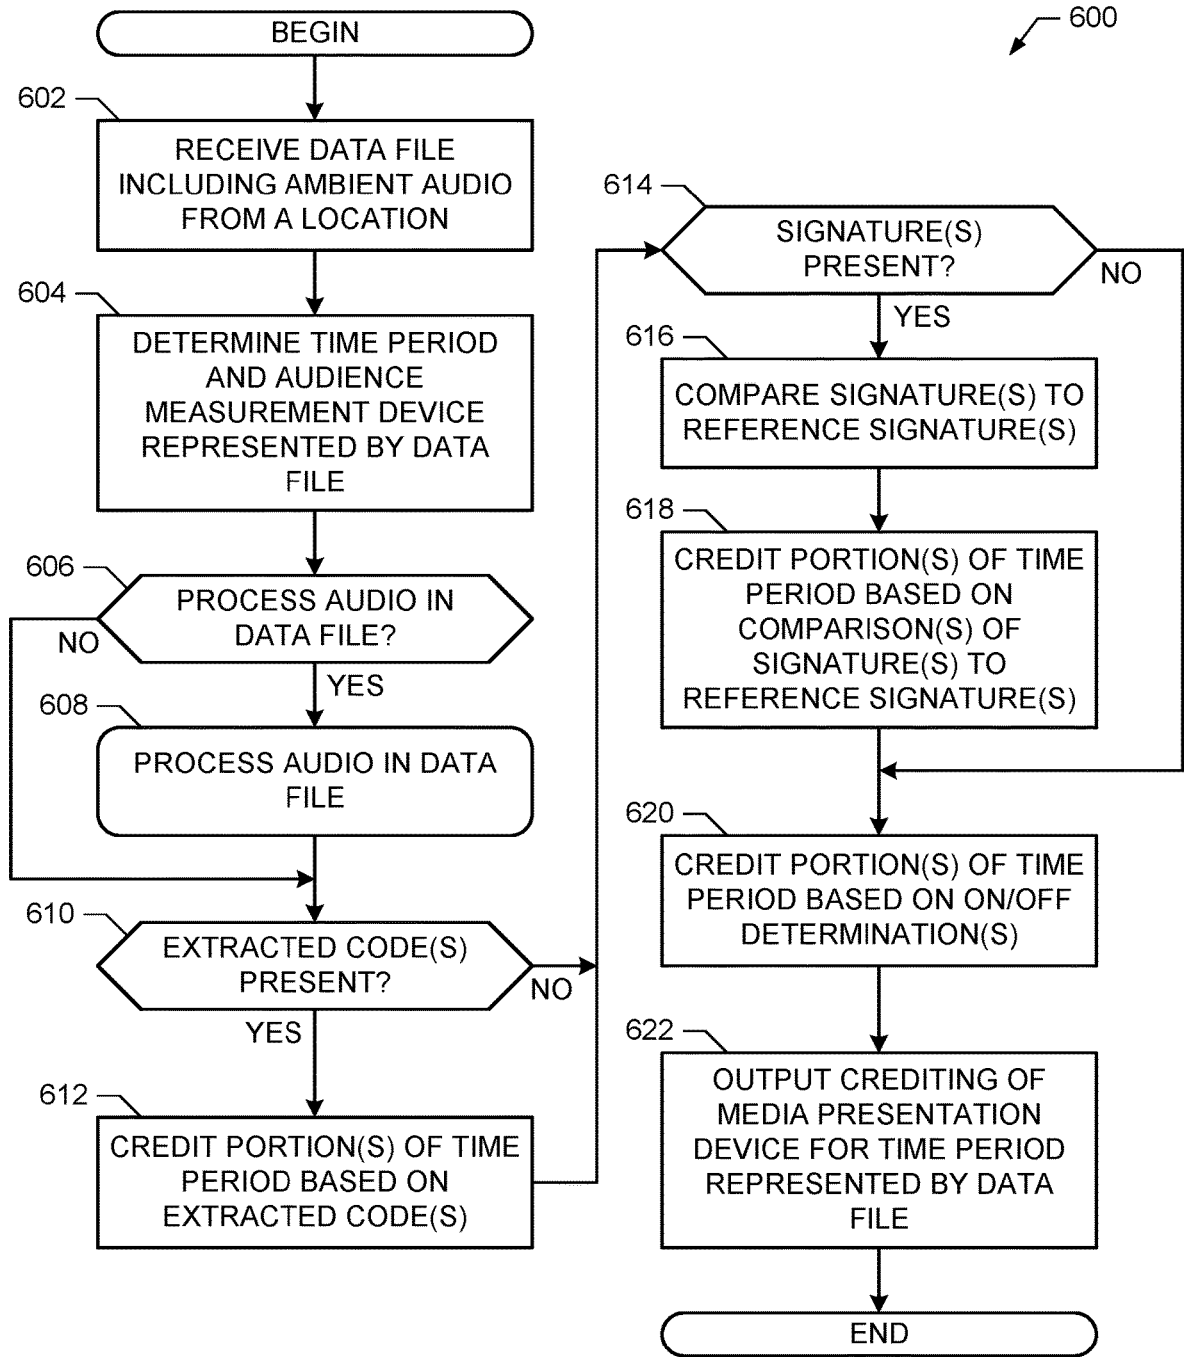 600
BEGIN
602
RECEIVE DATA FILE
INCLUDING AMBIENT AUDIO
FROM A LOCATION
604
DETERMINE TIME PERIOD
AND AUDIENCE
MEASUREMENT DEVICE
REPRESENTED BY DATA
FILE
606
PROCESS AUDIO IN
DATA FILE?
NO
YES
608
PROCESS AUDIO IN DATA
FILE
610
EXTRACTED CODE(S)
PRESENT?
NO
YES
612
CREDIT PORTION(S) OF TIME
PERIOD BASED ON
EXTRACTED CODE(S)
614
SIGNATURE(S)
PRESENT?
NO
YES
616
COMPARE SIGNATURE(S) TO
REFERENCE SIGNATURE(S)
618
CREDIT PORTION(S) OF TIME
PERIOD BASED ON
COMPARISON(S) OF
SIGNATURE(S) TO
REFERENCE SIGNATURE(S)
620
CREDIT PORTION(S) OF TIME
PERIOD BASED ON ON/OFF
DETERMINATION(S)
622
OUTPUT CREDITING OF
MEDIA PRESENTATION
DEVICE FOR TIME PERIOD
REPRESENTED BY DATA
FILE
END